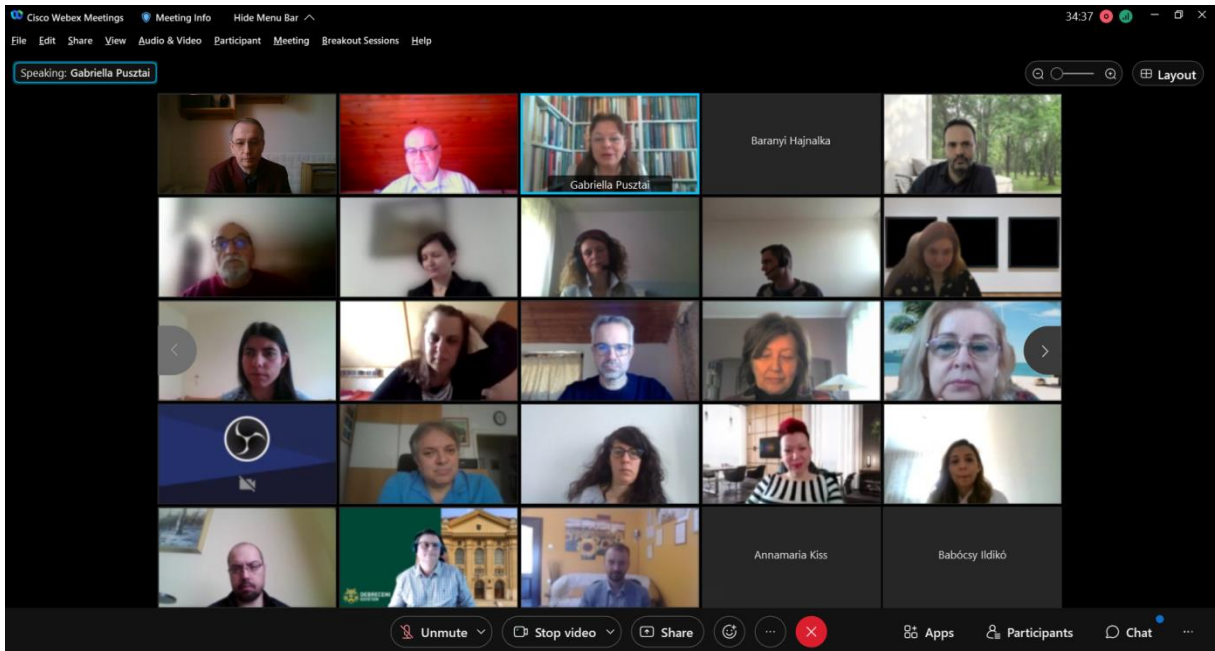 Cisco Webex Meetings Meeting Info Hide Menu Bar 34:37
File Edit Share View Audio & Video Participant Meeting Breakout Sessions Help
Speaking: Gabriella Pusztai
Layout
Baranyi Hajnalka
Gabriella Pusztai
DEBRECENI
EGYETEM
Annamaria Kiss
Babócsy Ildikó
Unmute Stop video Share Apps Participants Chat